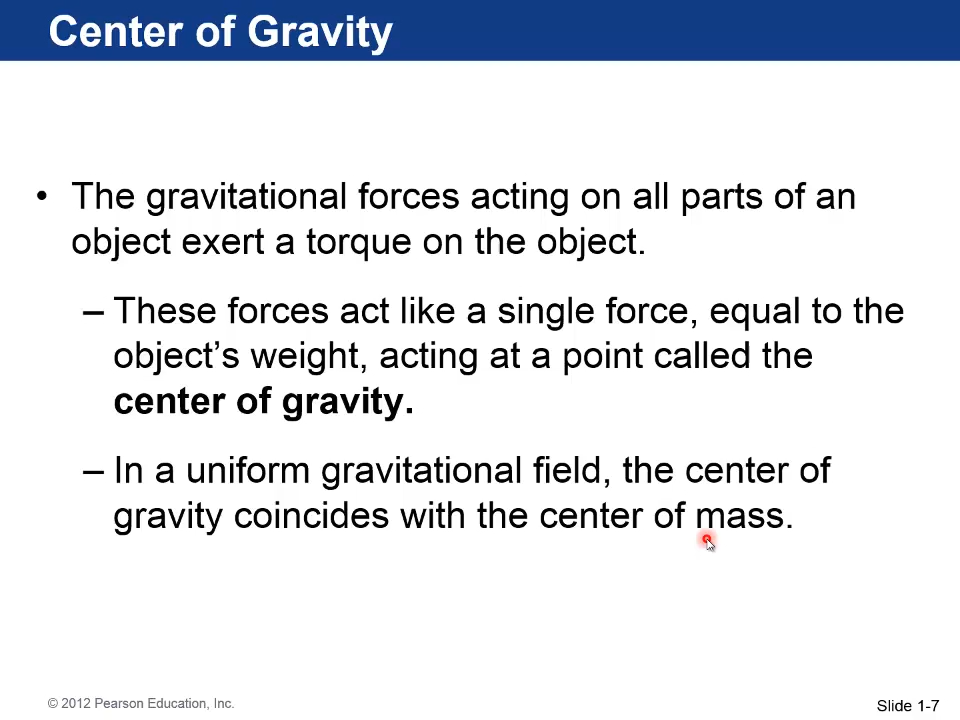 Center of Gravity
• The gravitational forces acting on all parts of an
object exert a torque on the object.
– These forces act like a single force, equal to the
object’s weight, acting at a point called the
center of gravity.
– In a uniform gravitational field, the center of
gravity coincides with the center of mass.
© 2012 Pearson Education, Inc.
Slide 1-7